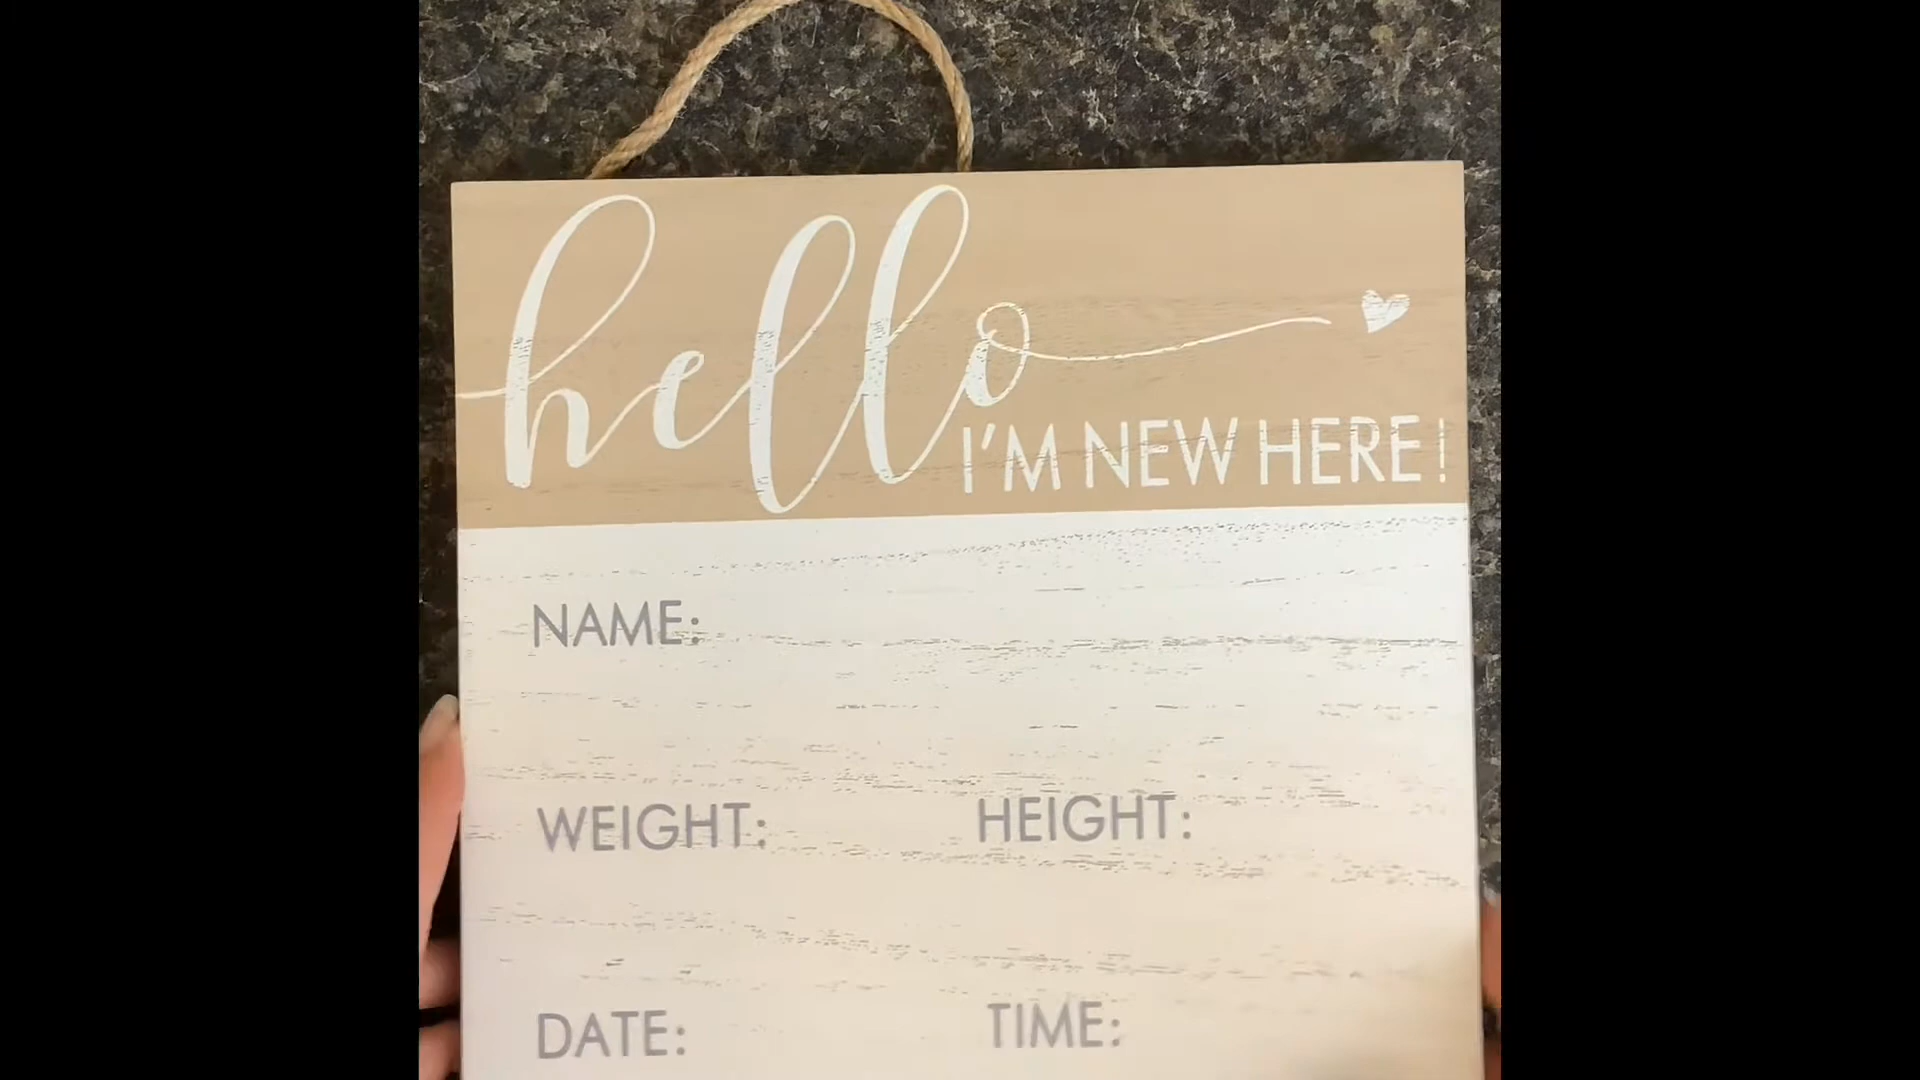 hello
I'M NEW HERE!
NAME:
WEIGHT: HEIGHT:
DATE: TIME: